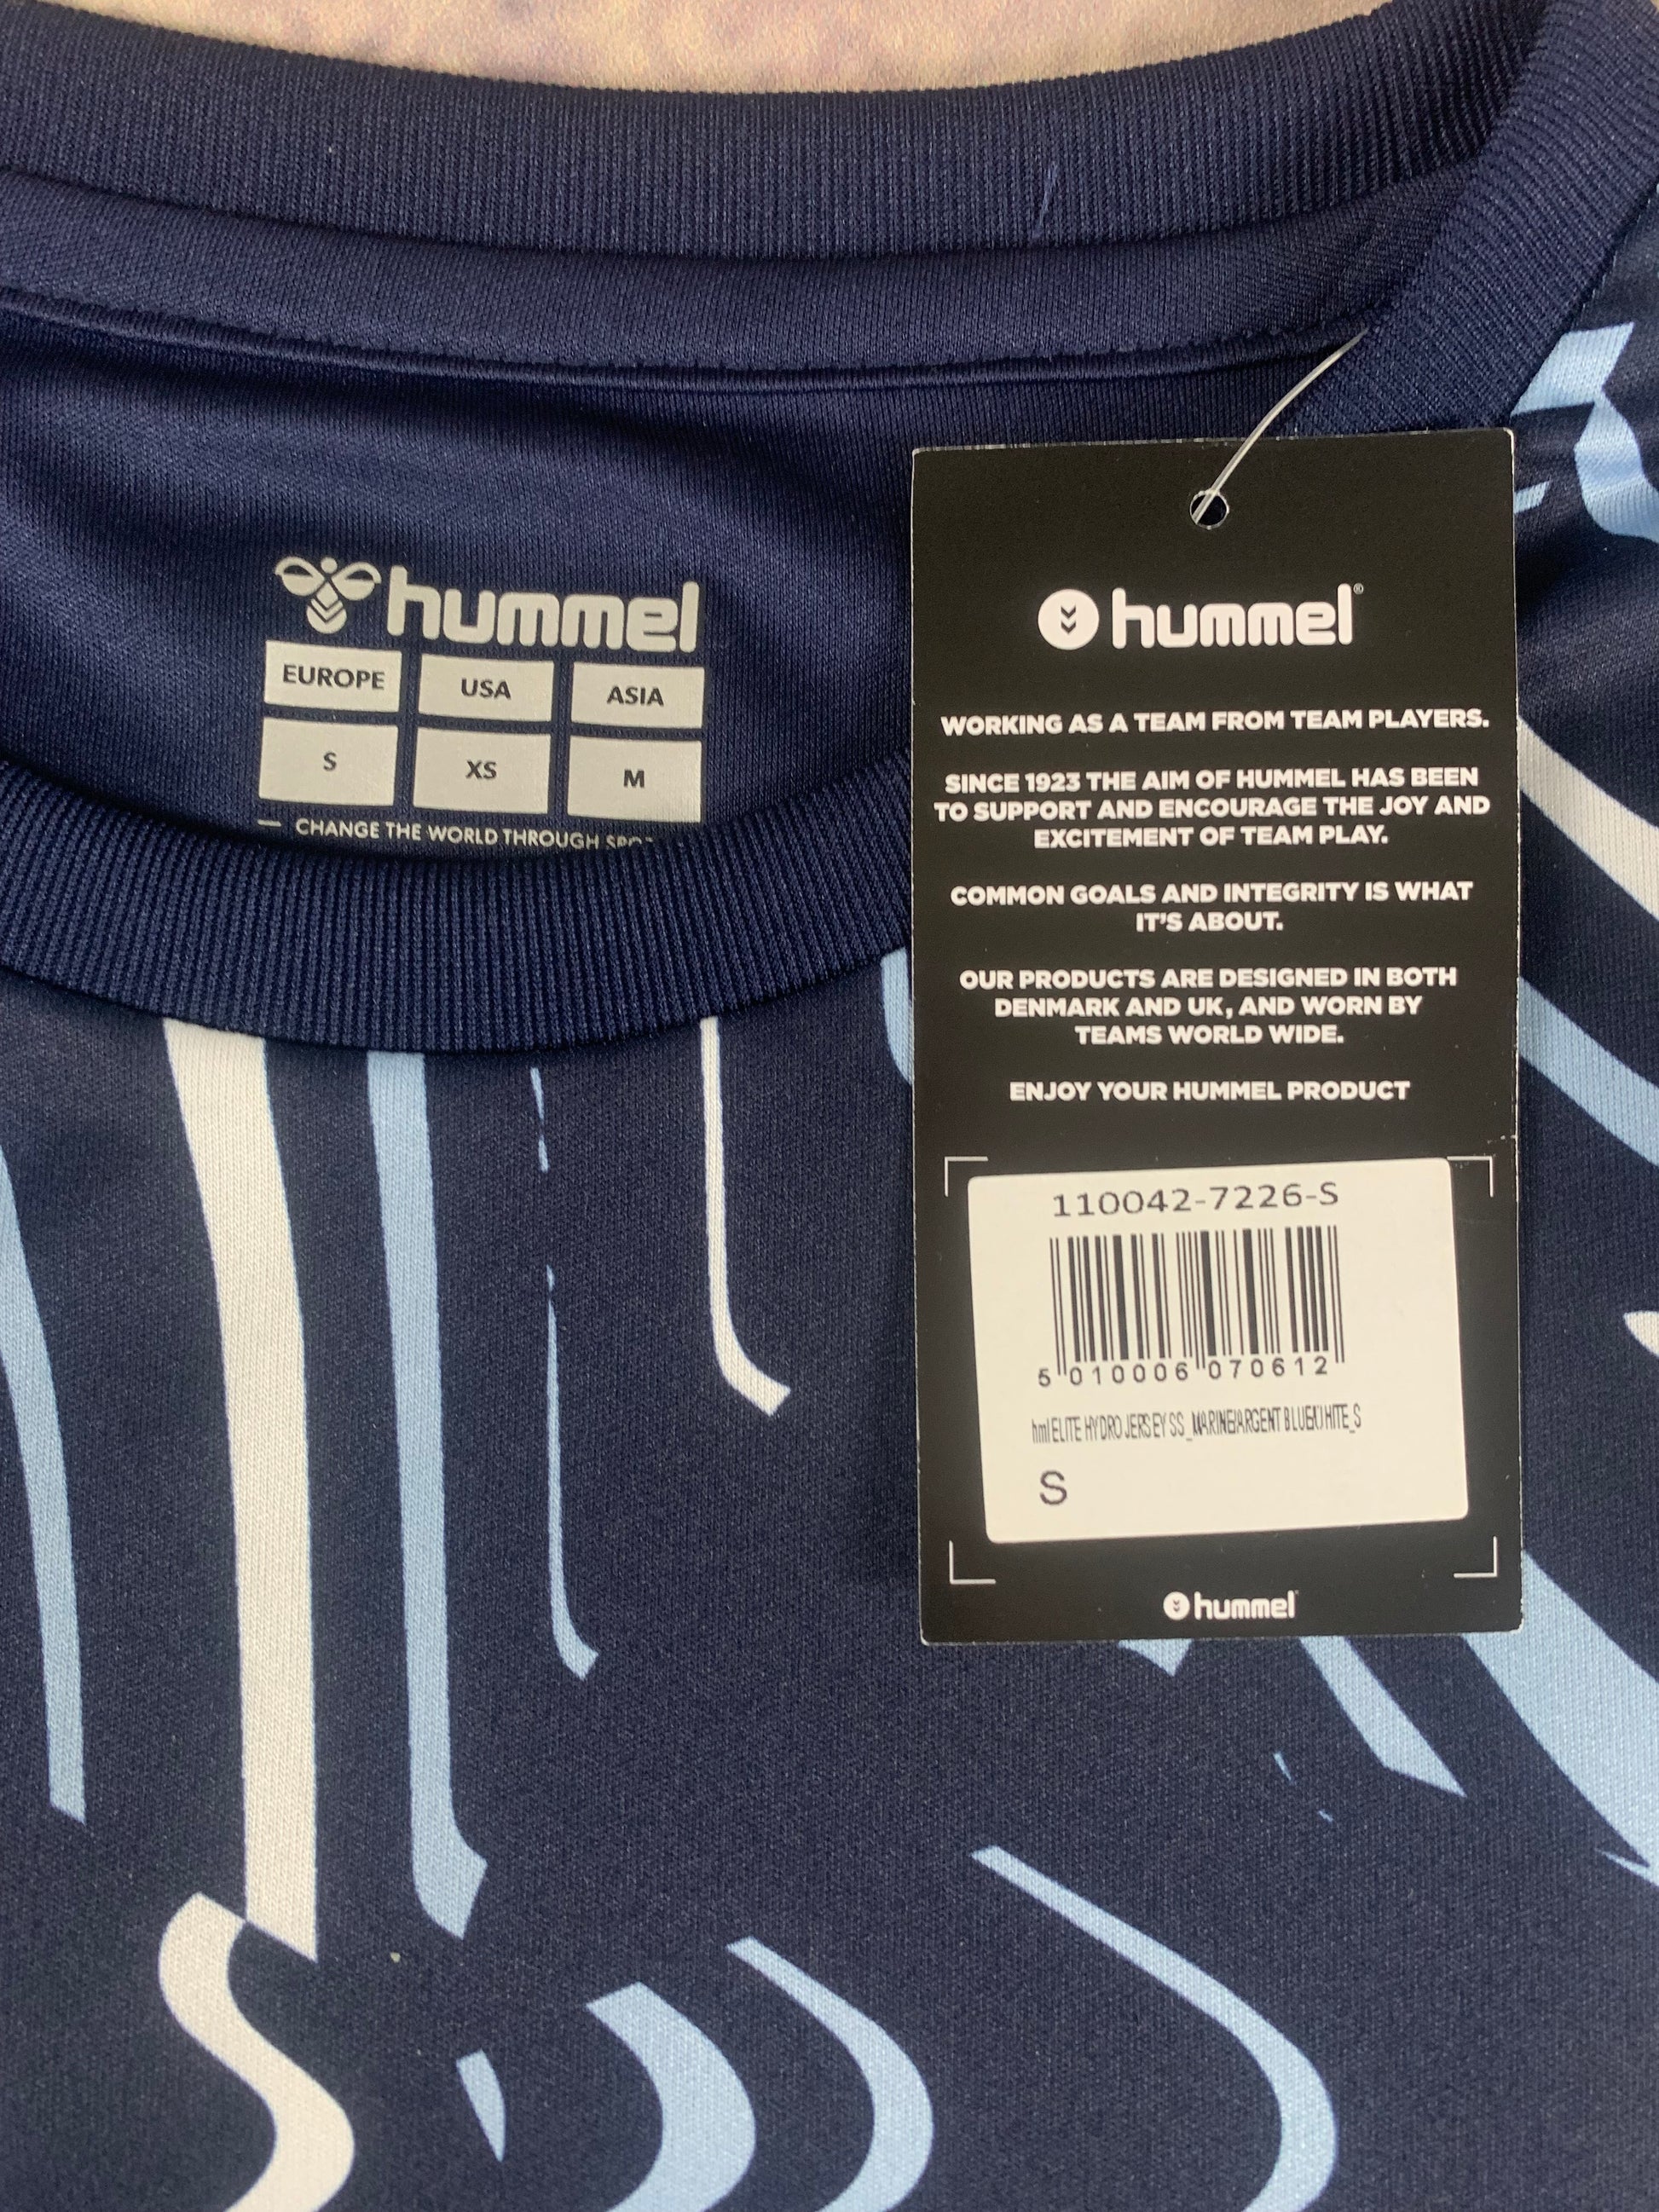 hummel
EUROPE USA ASIA
S XS M
— CHANGE THE WORLD THROUGH
hummel®
WORKING AS A TEAM FROM TEAM PLAYERS.
SINCE 1923 THE AIM OF HUMMEL HAS BEEN
TO SUPPORT AND ENCOURAGE THE JOY AND
EXCITEMENT OF TEAM PLAY.
COMMON GOALS AND INTEGRITY IS WHAT
IT'S ABOUT.
OUR PRODUCTS ARE DESIGNED IN BOTH
DENMARK AND UK, AND WORN BY
TEAMS WORLD WIDE.
ENJOY YOUR HUMMEL PRODUCT
110042-7226-S
5 010006 070612
hml ELITE HYDRO JERSEY SS_MARINE/ARGENT BLUE/WHITE_S
S
hummel